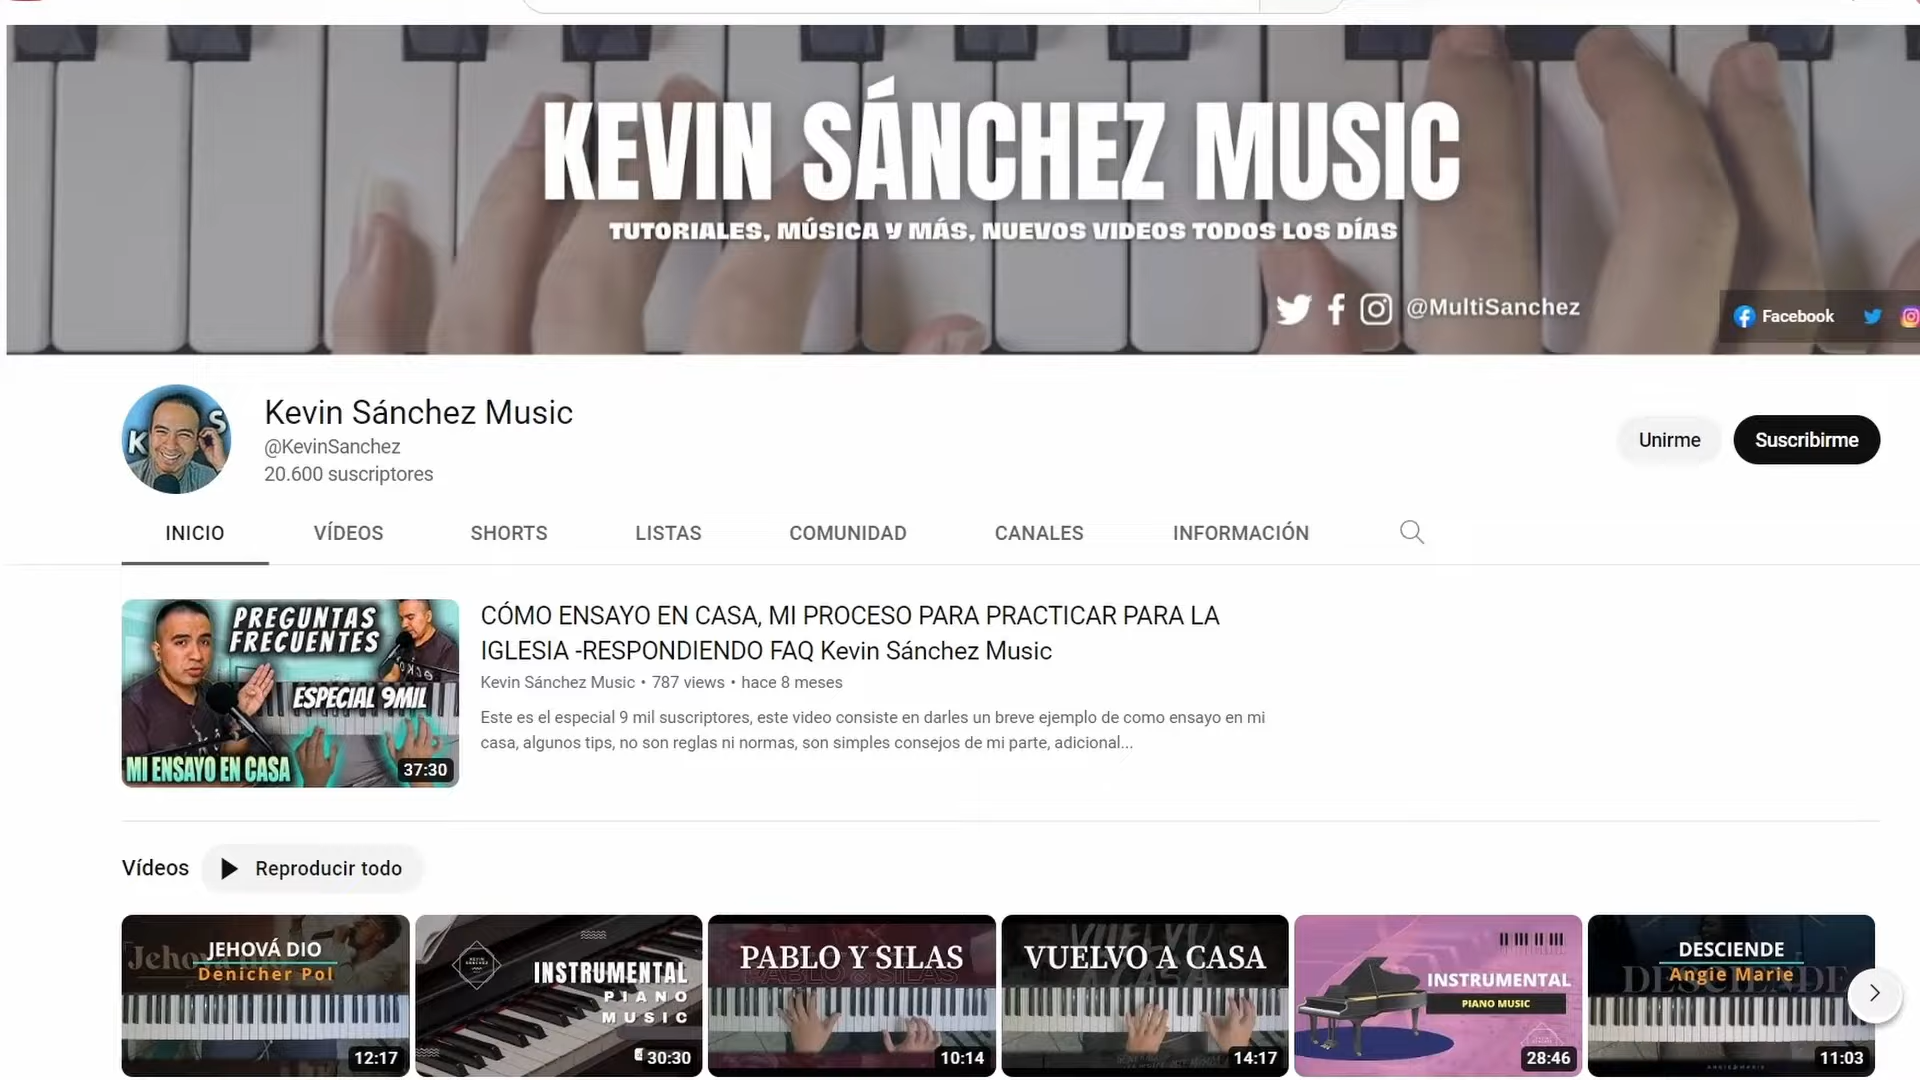 KEVIN SÁNCHEZ MUSIC
TUTORIALES, MÚSICA Y MÁS, NUEVOS VIDEOS TODOS LOS DÍAS
@MultiSanchez
Facebook
K S
Kevin Sánchez Music
@KevinSanchez
20.600 suscriptores
Unirme
Suscribirme
INICIO
VÍDEOS
SHORTS
LISTAS
COMUNIDAD
CANALES
INFORMACIÓN
PREGUNTAS
FRECUENTES
ESPECIAL 9MIL
MI ENSAYO EN CASA
37:30
CÓMO ENSAYO EN CASA, MI PROCESO PARA PRACTICAR PARA LA
IGLESIA -RESPONDIENDO FAQ Kevin Sánchez Music
Kevin Sánchez Music • 787 views • hace 8 meses
Este es el especial 9 mil suscriptores, este video consiste en darles un breve ejemplo de como ensayo en mi
casa, algunos tips, no son reglas ni normas, son simples consejos de mi parte, adicional...
Vídeos
Reproducir todo
JEHOVÁ DIO
Denicher Pol
12:17
INSTRUMENTAL
PIANO
MUSIC
30:30
PABLO Y SILAS
PABLO & SILAS
10:14
VUELVO A CASA
14:17
INSTRUMENTAL
PIANO MUSIC
28:46
DESCIENDE
DESCIENDE
Angie Marie
11:03